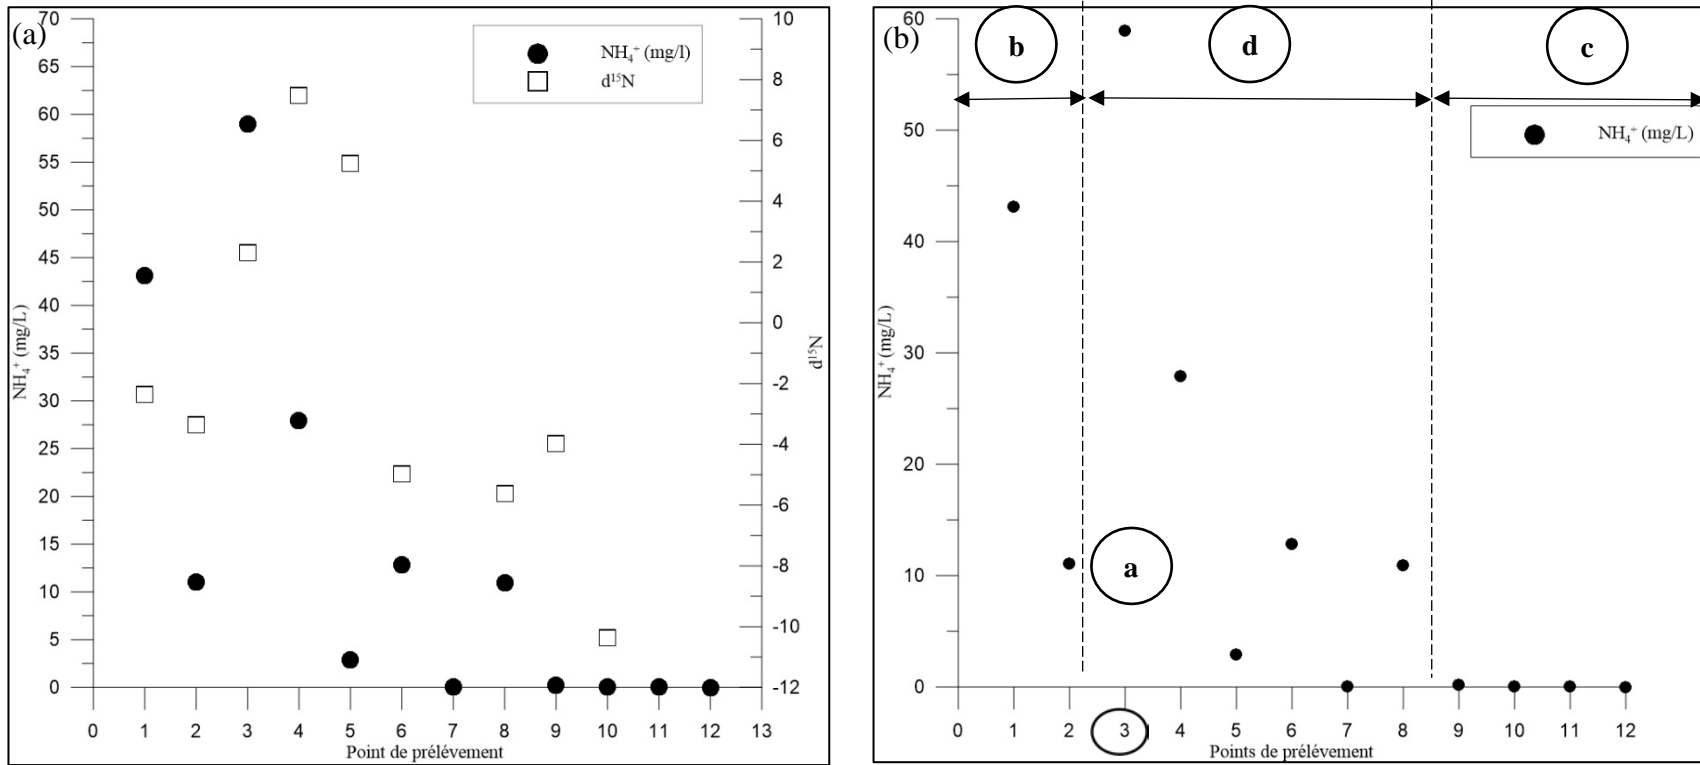 (a)
70
65
60
55
50
45
40
35
30
25
20
15
10
5
0
NH₄⁺ (mg/L)
NH₄⁺ (mg/l)
d¹⁵N
10
8
6
4
2
0
-2
-4
-6
-8
-10
-12
d¹⁵N
0 1 2 3 4 5 6 7 8 9 10 11 12 13
Point de prélévement
(b)
b d c
60
50
40
30
20
10
0
NH₄⁺ (mg/L)
NH₄⁺ (mg/L)
a
0 1 2 3 4 5 6 7 8 9 10 11 12
Points de prélévement